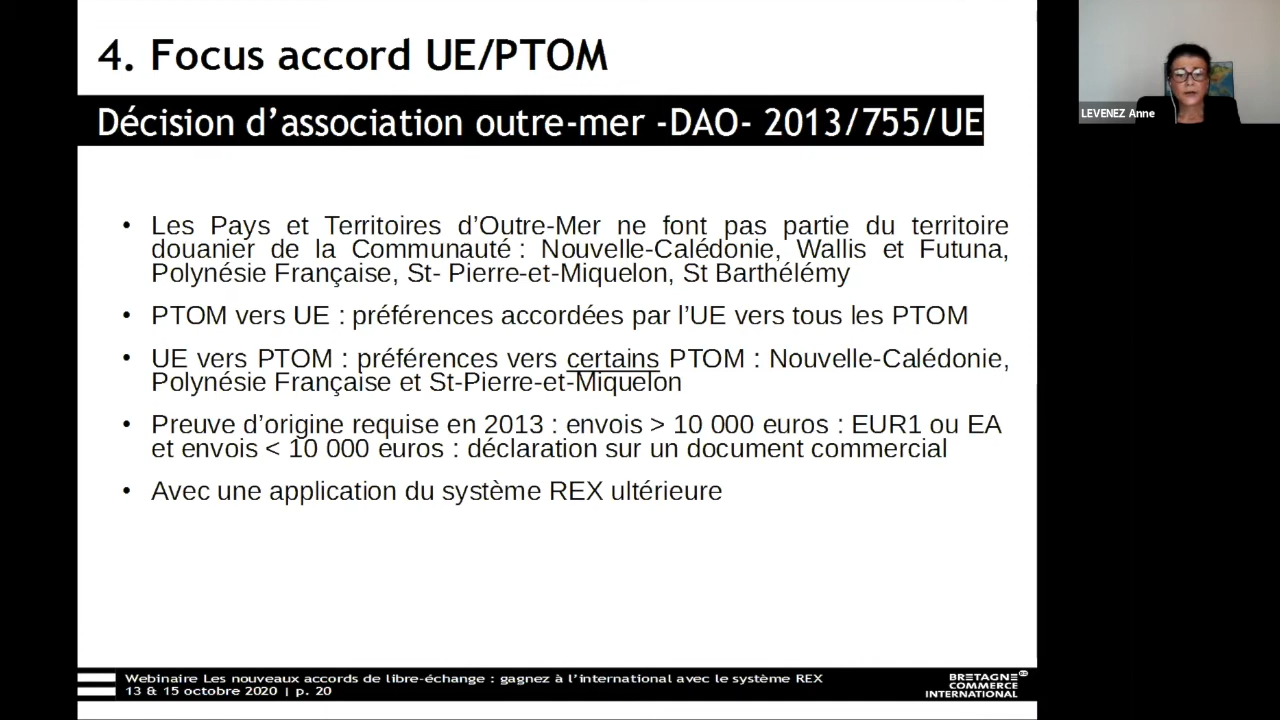 4. Focus accord UE/PTOM
Décision d’association outre-mer -DAO- 2013/755/UE
LEVENEZ Anne
• Les Pays et Territoires d’Outre-Mer ne font pas partie du territoire
douanier de la Communauté : Nouvelle-Calédonie, Wallis et Futuna,
Polynésie Française, St- Pierre-et-Miquelon, St Barthélémy
• PTOM vers UE : préférences accordées par l’UE vers tous les PTOM
• UE vers PTOM : préférences vers certains PTOM : Nouvelle-Calédonie,
Polynésie Française et St-Pierre-et-Miquelon
• Preuve d’origine requise en 2013 : envois > 10 000 euros : EUR1 ou EA
et envois < 10 000 euros : déclaration sur un document commercial
• Avec une application du système REX ultérieure
Webinaire Les nouveaux accords de libre-échange : gagnez à l’international avec le système REX
13 & 15 octobre 2020 | p. 20
BRETAGNE
COMMERCE
INTERNATIONAL